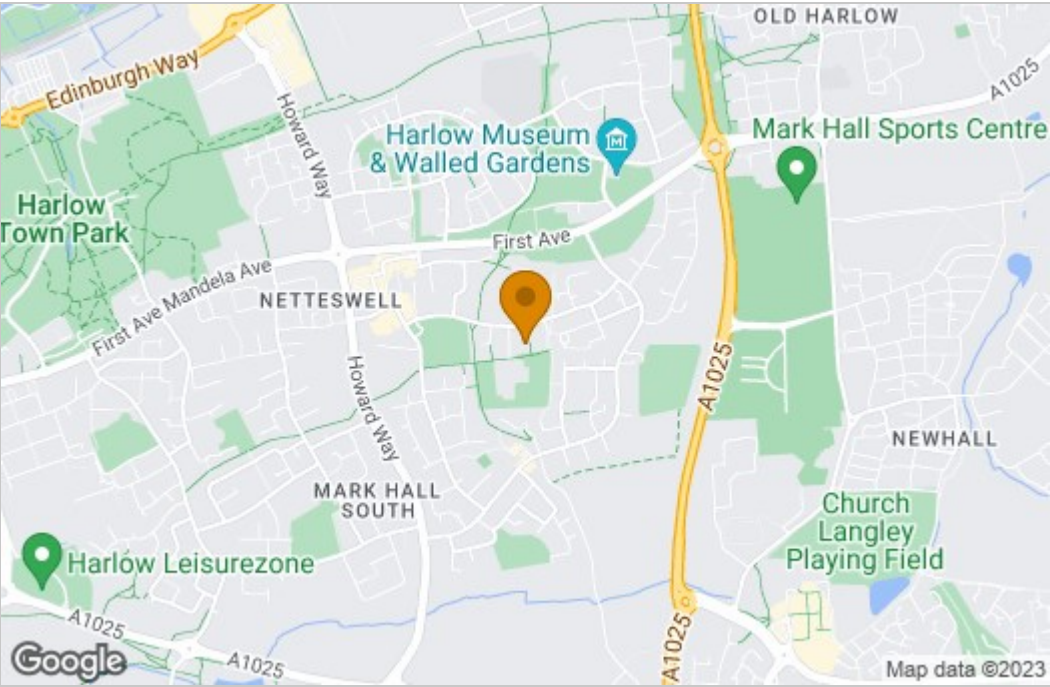 OLD HARLOW
Edinburgh Way
A1025
Howard Way
Harlow Museum
& Walled Gardens
Mark Hall Sports Centre
Harlow
Town Park
First Ave
First Ave Mandela Ave
NETTESWELL
A1025
Howard Way
NEWHALL
MARK HALL
SOUTH
Church
Langley
Playing Field
Harlow Leisurezone
A1025
A1025
A1025
Google
Map data ©2023